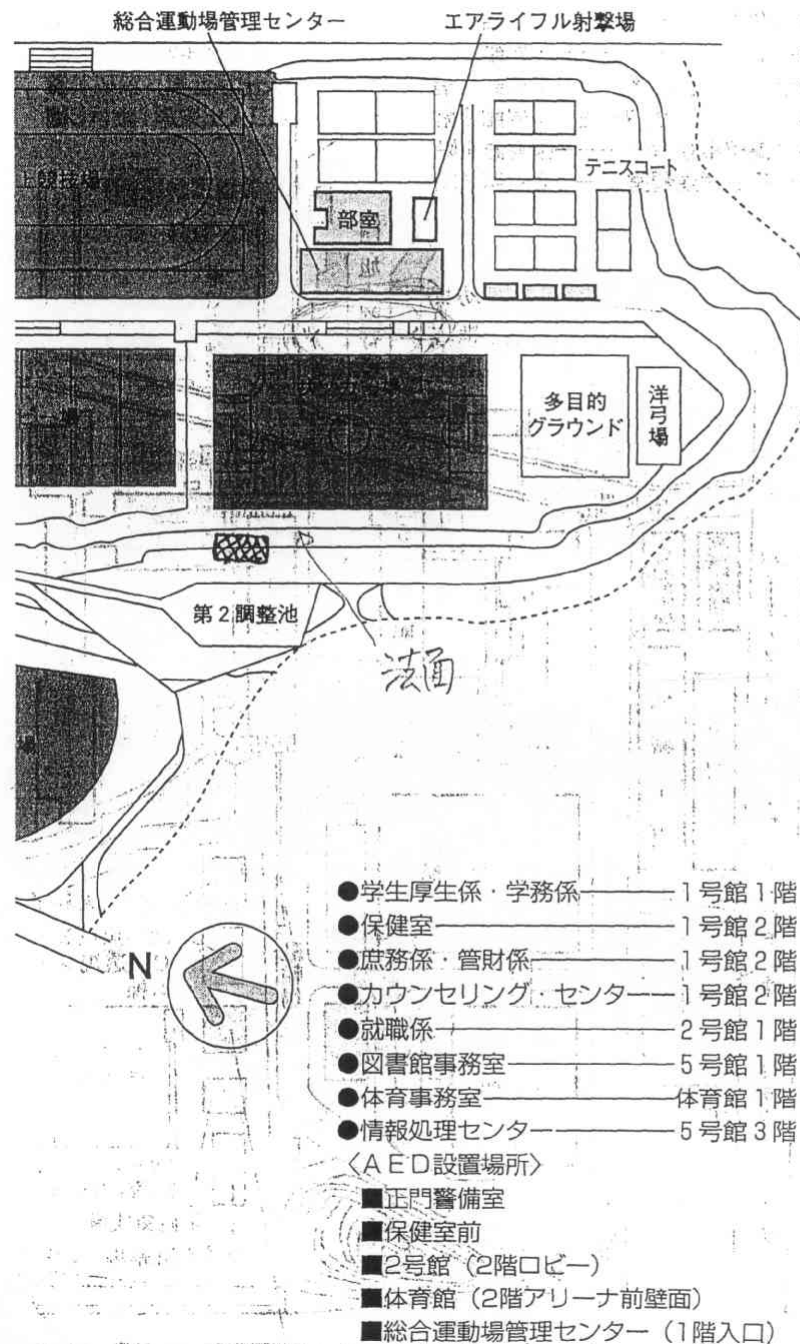 総合運動場管理センター
エアライフル射撃場
上競技場
テニスコート
部室
多目的
グラウンド
洋弓場
場
第2調整池
法面
場
N
●学生厚生係・学務係――――1号館1階
●保健室――――――――――1号館2階
●庶務係・管財係――――――1号館2階
●カウンセリング・センター――1号館2階
●就職係――――――――――2号館1階
●図書館事務室―――――――5号館1階
●体育事務室――――――――体育館1階
●情報処理センター―――――5号館3階
〈AED設置場所〉
■正門警備室
■保健室前
■2号館（2階ロビー）
■体育館（2階アリーナ前壁面）
■総合運動場管理センター（1階入口）